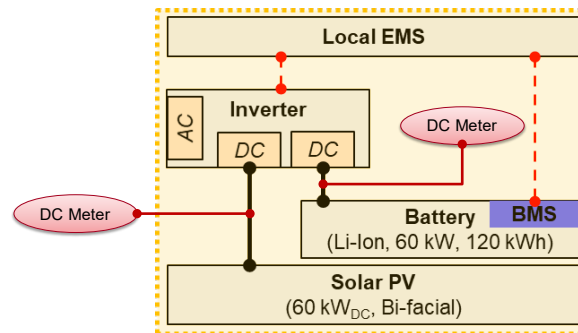 Local EMS
Inverter
AC
DC
DC
DC Meter
DC Meter
Battery
BMS
(Li-Ion, 60 kW, 120 kWh)
Solar PV
(60 kWDC, Bi-facial)